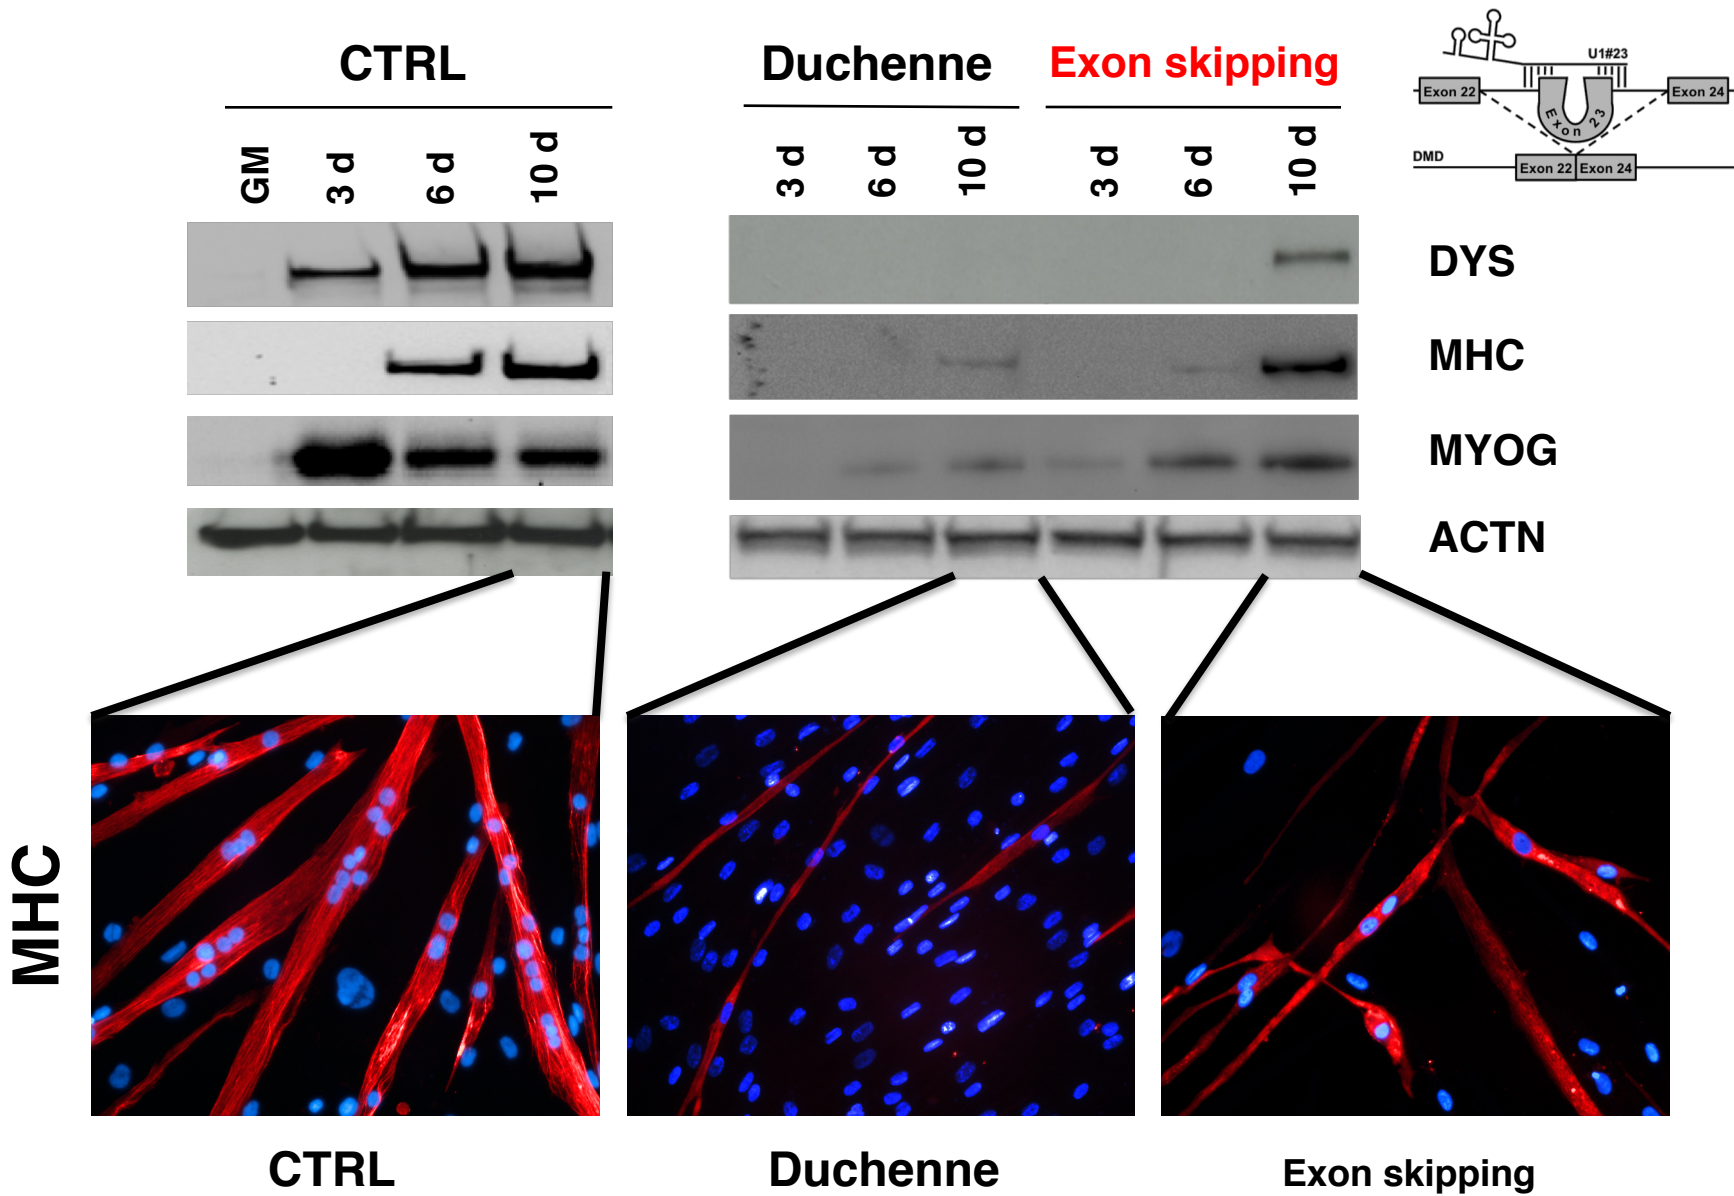 CTRL
Duchenne
Exon skipping
GM
3 d
6 d
10 d
3 d
6 d
10 d
3 d
6 d
10 d
U1#23
Exon 22
Exon 23
Exon 24
DMD
Exon 22
Exon 24
DYS
MHC
MYOG
ACTN
MHC
CTRL
Duchenne
Exon skipping